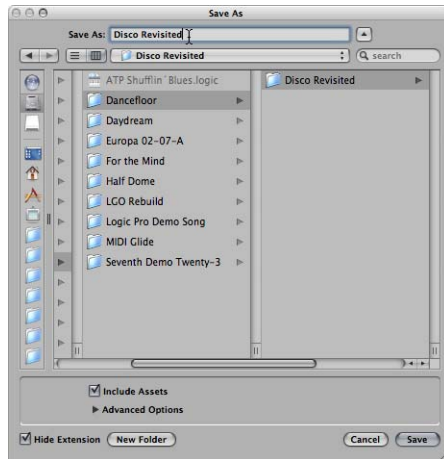 Save As
Save As: Disco Revisited
Disco Revisited
search
ATP Shufflin´Blues.logic
Dancefloor
Daydream
Europa 02-07-A
For the Mind
Half Dome
LGO Rebuild
Logic Pro Demo Song
MIDI Glide
Seventh Demo Twenty-3
Disco Revisited
Include Assets
Advanced Options
Hide Extension
New Folder
Cancel
Save